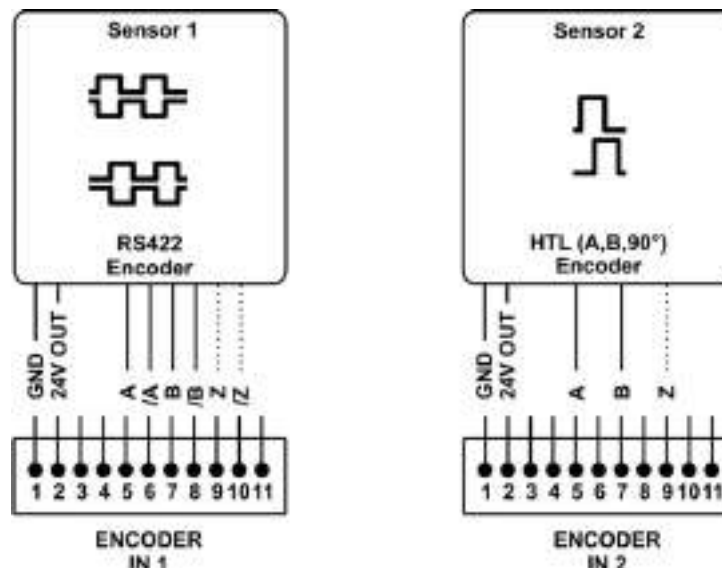 Sensor 1
RS422
Encoder
GND
24V OUT
A
/A
B
/B
Z
/Z
1 2 3 4 5 6 7 8 9 10 11
ENCODER
IN 1
Sensor 2
HTL (A,B,90°)
Encoder
GND
24V OUT
A
B
Z
1 2 3 4 5 6 7 8 9 10 11
ENCODER
IN 2